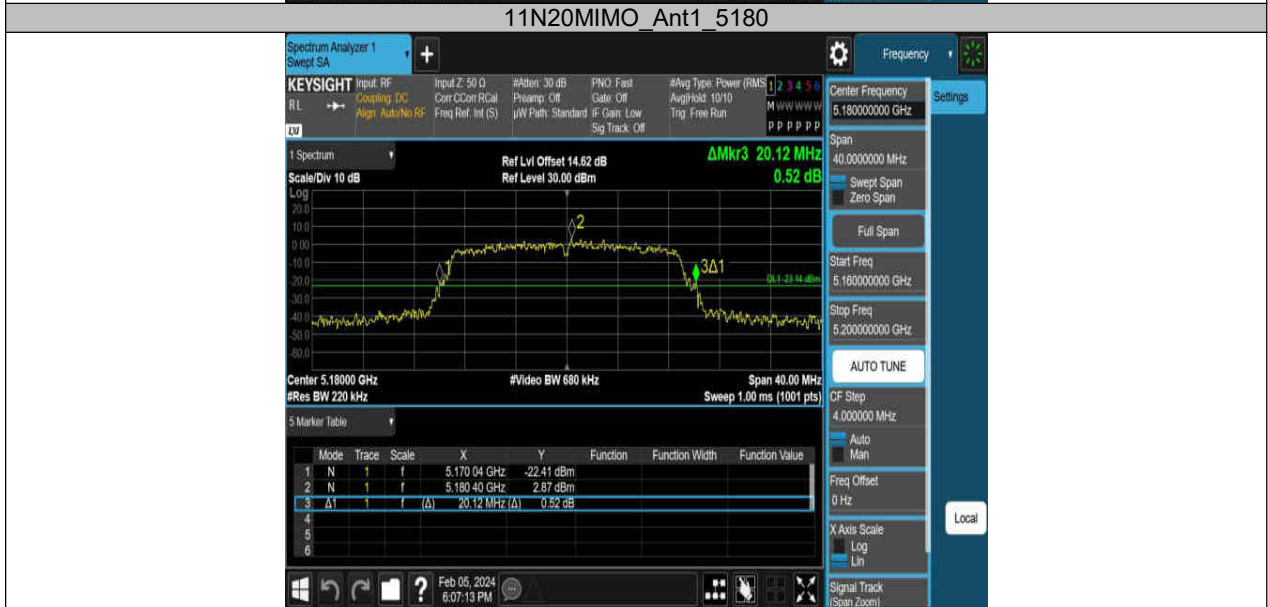 11N20MIMO_Ant1_5180
Spectrum Analyzer 1
Swept SA
+
Frequency
KEYSIGHT
RL
LXI
Input: RF
Coupling: DC
Align: Auto/No RF
Input Z: 50 Ω
Corr CCorr RCal
Freq Ref: Int (S)
#Atten: 30 dB
Preamp: Off
µW Path: Standard
PNO: Fast
Gate: Off
IF Gain: Low
Sig Track: Off
#Avg Type: Power (RMS
Avg|Hold: 10/10
Trig: Free Run
1 2 3 4 5 6
M W W W W W
P P P P P P
Center Frequency
5.180000000 GHz
Settings
Span
40.0000000 MHz
Swept Span
Zero Span
Full Span
Start Freq
5.160000000 GHz
Stop Freq
5.200000000 GHz
AUTO TUNE
CF Step
4.000000 MHz
Auto
Man
Freq Offset
0 Hz
X Axis Scale
Log
Lin
Signal Track
(Span Zoom)
Local
1 Spectrum
Scale/Div 10 dB
Ref Lvl Offset 14.62 dB
Ref Level 30.00 dBm
ΔMkr3 20.12 MHz
0.52 dB
Log
20.0
10.0
0.00
-10.0
-20.0
-30.0
-40.0
-50.0
-60.0
2
3Δ1
DL1 -23.14 dBm
Center 5.18000 GHz
#Res BW 220 kHz
#Video BW 680 kHz
Span 40.00 MHz
Sweep 1.00 ms (1001 pts)
5 Marker Table
Mode Trace Scale X Y Function Function Width Function Value
1 N 1 f 5.170 04 GHz -22.41 dBm
2 N 1 f 5.180 40 GHz 2.87 dBm
3 Δ1 1 f (Δ) 20.12 MHz (Δ) 0.52 dB
4
5
6
?
Feb 05, 2024
6:07:13 PM